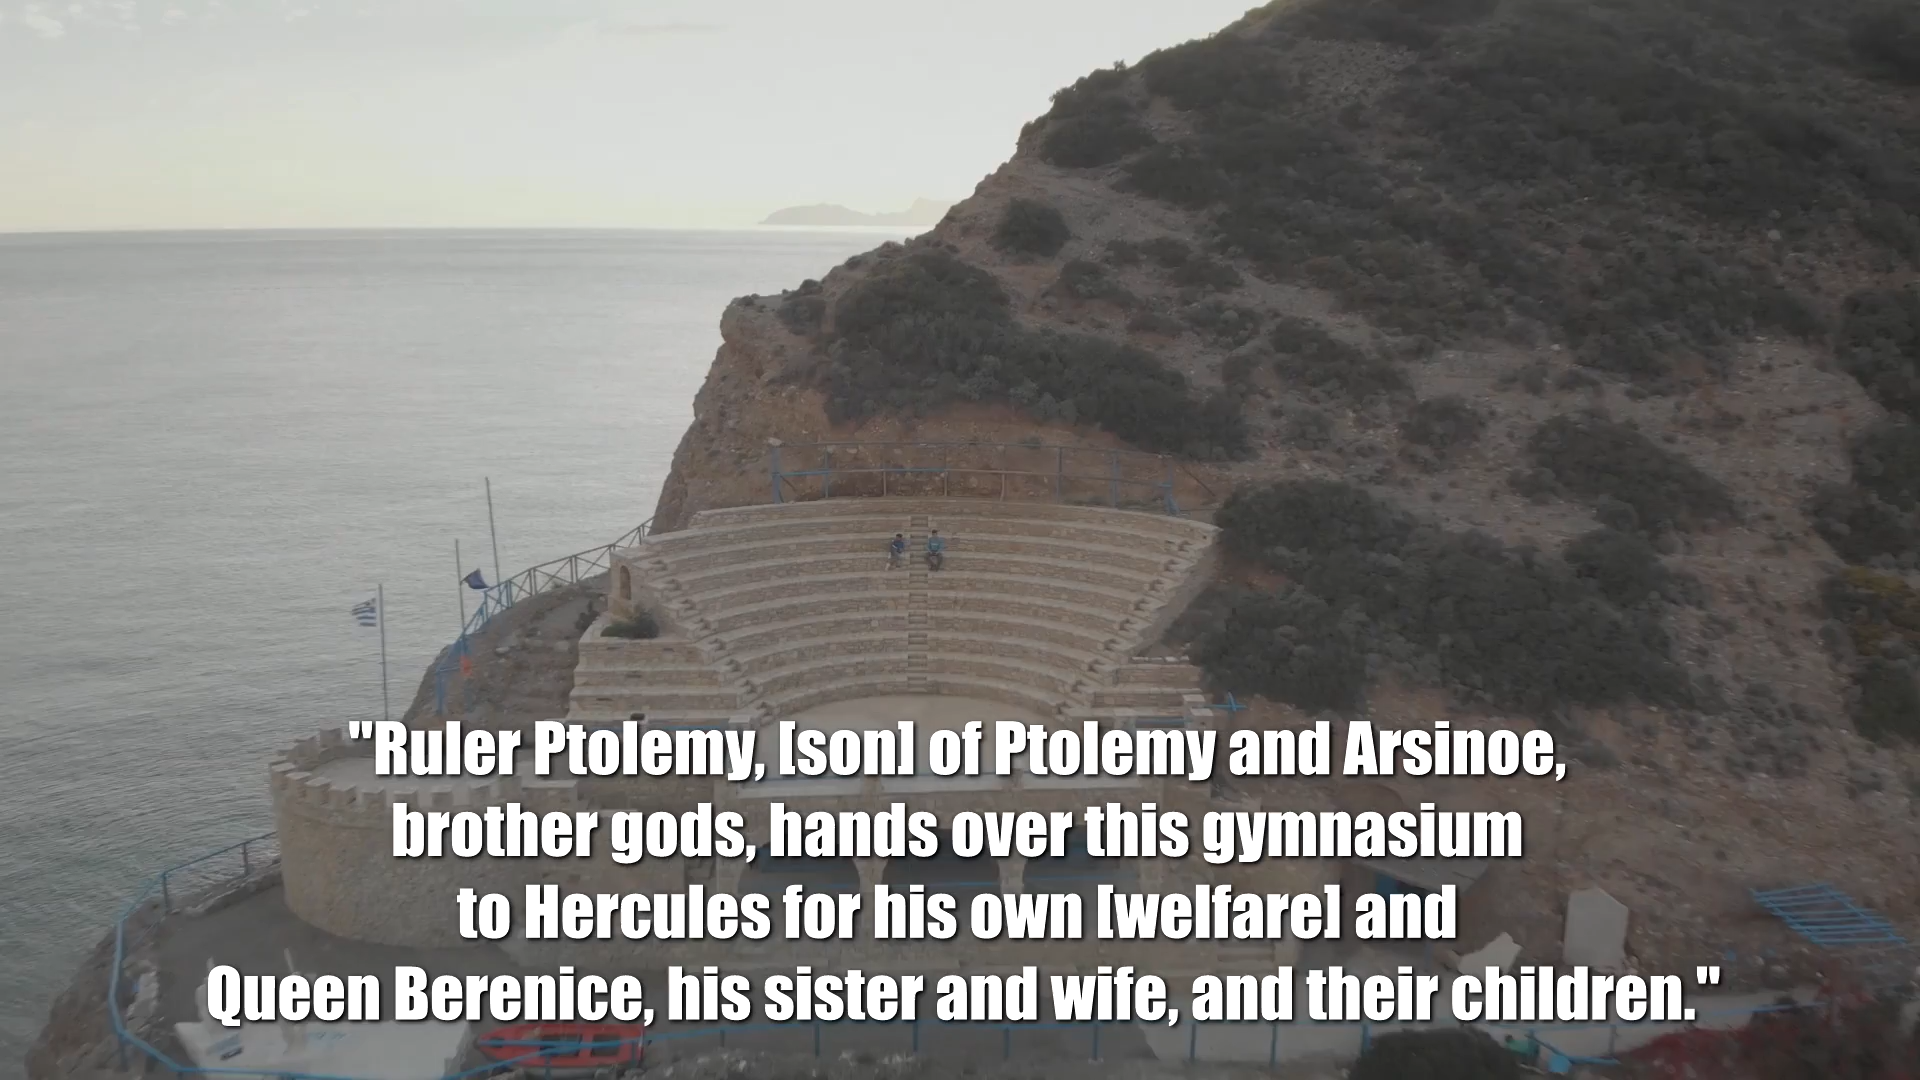 "Ruler Ptolemy, [son] of Ptolemy and Arsinoe,
brother gods, hands over this gymnasium
to Hercules for his own [welfare] and
Queen Berenice, his sister and wife, and their children."